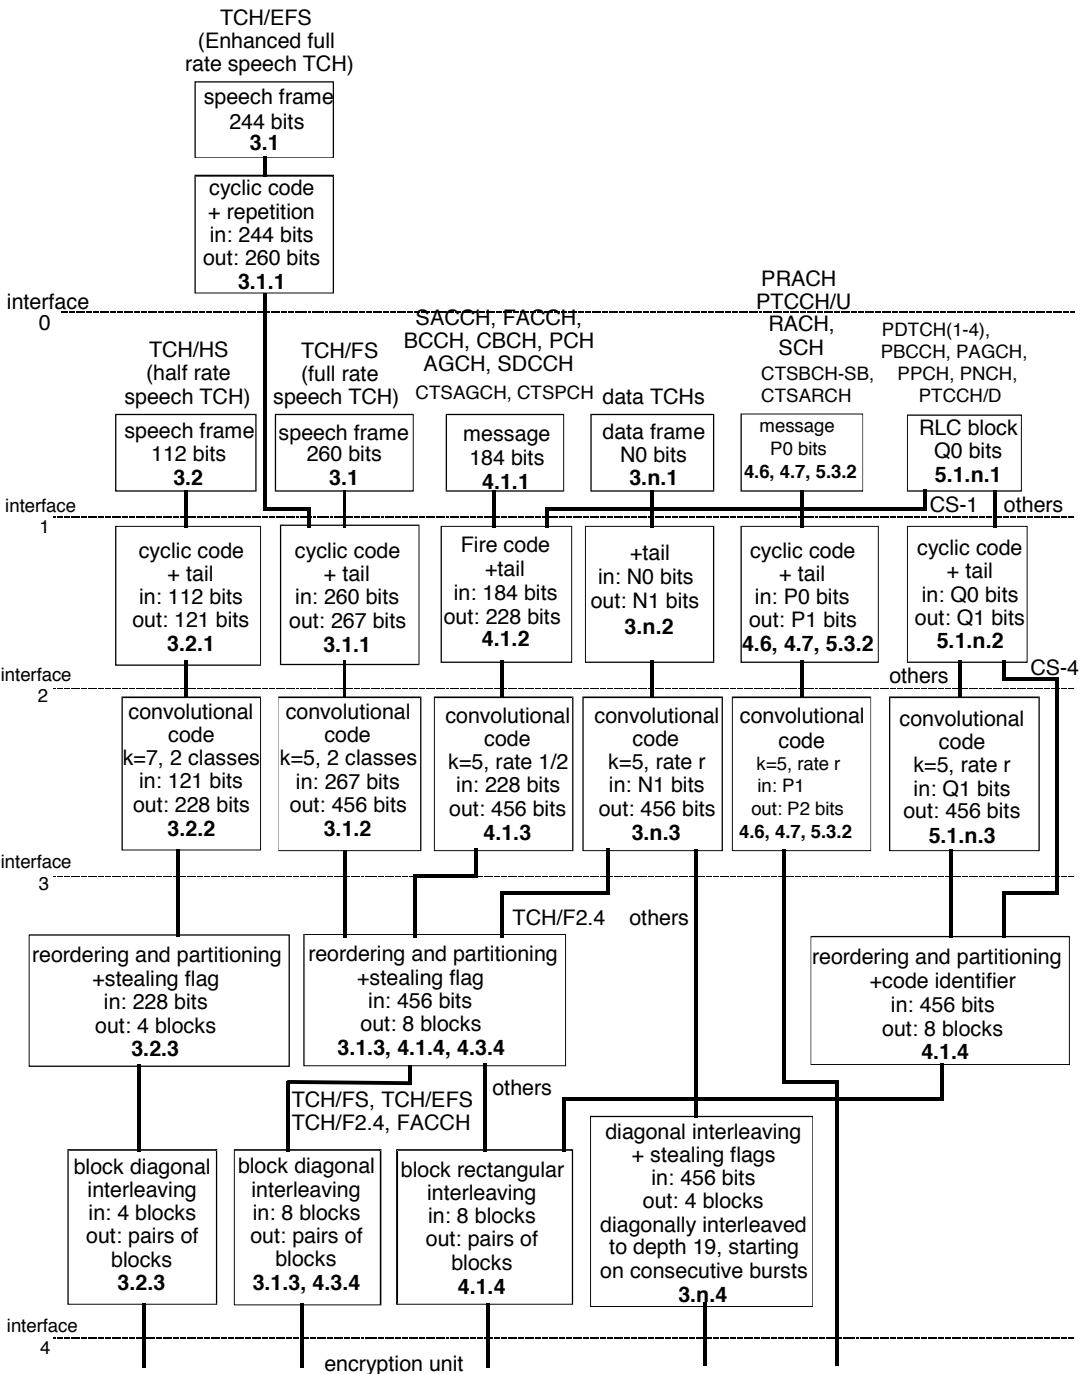 TCH/EFS
(Enhanced full
rate speech TCH)
speech frame
244 bits
3.1
cyclic code
+ repetition
in: 244 bits
out: 260 bits
3.1.1
interface
0
TCH/HS
(half rate
speech TCH)
TCH/FS
(full rate
speech TCH)
SACCH, FACCH,
BCCH, CBCH, PCH
AGCH, SDCCH
CTSAGCH, CTSPCH
data TCHs
PRACH
PTCCH/U
RACH,
SCH
CTSBCH-SB,
CTSARCH
PDTCH(1-4),
PBCCH, PAGCH,
PPCH, PNCH,
PTCCH/D
speech frame
112 bits
3.2
speech frame
260 bits
3.1
message
184 bits
4.1.1
data frame
N0 bits
3.n.1
message
P0 bits
4.6, 4.7, 5.3.2
RLC block
Q0 bits
5.1.n.1
interface
1
CS-1
others
cyclic code
+ tail
in: 112 bits
out: 121 bits
3.2.1
cyclic code
+ tail
in: 260 bits
out: 267 bits
3.1.1
Fire code
+tail
in: 184 bits
out: 228 bits
4.1.2
+tail
in: N0 bits
out: N1 bits
3.n.2
cyclic code
+ tail
in: P0 bits
out: P1 bits
4.6, 4.7, 5.3.2
cyclic code
+ tail
in: Q0 bits
out: Q1 bits
5.1.n.2
interface
2
others
CS-4
convolutional
code
k=7, 2 classes
in: 121 bits
out: 228 bits
3.2.2
convolutional
code
k=5, 2 classes
in: 267 bits
out: 456 bits
3.1.2
convolutional
code
k=5, rate 1/2
in: 228 bits
out: 456 bits
4.1.3
convolutional
code
k=5, rate r
in: N1 bits
out: 456 bits
3.n.3
convolutional
code
k=5, rate r
in: P1
out: P2 bits
4.6, 4.7, 5.3.2
convolutional
code
k=5, rate r
in: Q1 bits
out: 456 bits
5.1.n.3
interface
3
TCH/F2.4
others
reordering and partitioning
+stealing flag
in: 228 bits
out: 4 blocks
3.2.3
reordering and partitioning
+stealing flag
in: 456 bits
out: 8 blocks
3.1.3, 4.1.4, 4.3.4
reordering and partitioning
+code identifier
in: 456 bits
out: 8 blocks
4.1.4
TCH/FS, TCH/EFS
TCH/F2.4, FACCH
others
block diagonal
interleaving
in: 4 blocks
out: pairs of
blocks
3.2.3
block diagonal
interleaving
in: 8 blocks
out: pairs of
blocks
3.1.3, 4.3.4
block rectangular
interleaving
in: 8 blocks
out: pairs of
blocks
4.1.4
diagonal interleaving
+ stealing flags
in: 456 bits
out: 4 blocks
diagonally interleaved
to depth 19, starting
on consecutive bursts
3.n.4
interface
4
encryption unit